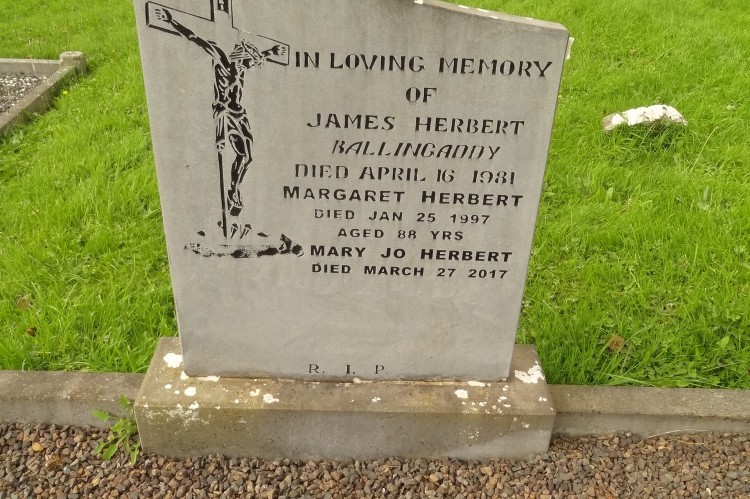 IN LOVING MEMORY
OF
JAMES HERBERT
BALLINGADDY
DIED APRIL 16 1981
MARGARET HERBERT
DIED JAN 25 1997
AGED 88 YRS
MARY JO HERBERT
DIED MARCH 27 2017
R. I. P